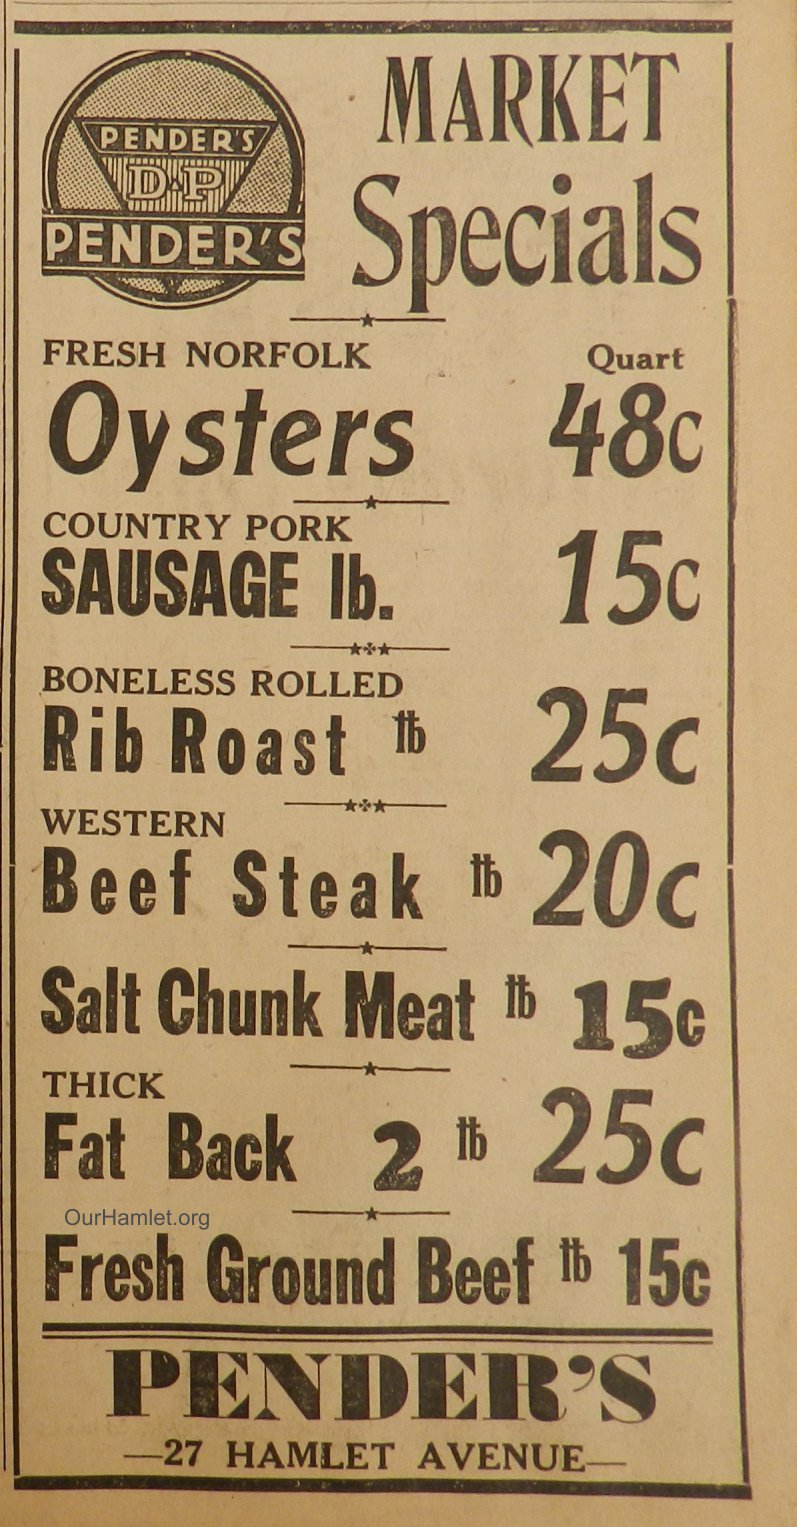 PENDER'S
D·P
PENDER'S
MARKET
Specials
FRESH NORFOLK Quart
Oysters 48c
COUNTRY PORK
SAUSAGE lb. 15c
BONELESS ROLLED
Rib Roast ℔ 25c
WESTERN
Beef Steak ℔ 20c
Salt Chunk Meat ℔ 15c
THICK
Fat Back 2 ℔ 25c
OurHamlet.org
Fresh Ground Beef ℔ 15c
PENDER'S
—27 HAMLET AVENUE—